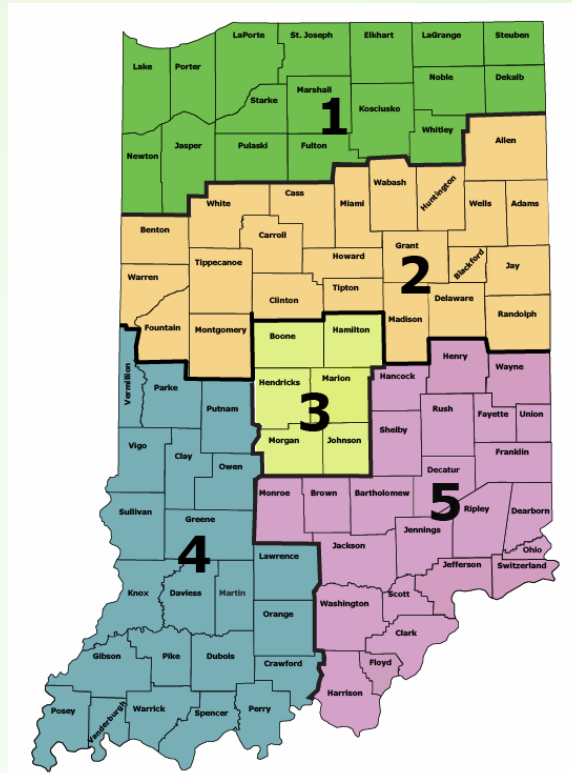 LaPorte
St. Joseph
Elkhart
LaGrange
Steuben
Lake
Porter
Noble
Dekalb
Marshall
Starke
Kosclusko
1
Whitley
Newton
Jasper
Pulaski
Fulton
Allen
Wabash
Huntington
White
Cass
Miami
Wells
Adams
Benton
Carroll
Grant
Howard
Tippecanoe
Blackford
Jay
Warren
2
Tipton
Clinton
Delaware
Randolph
Fountain
Montgomery
Madison
Boone
Hamilton
Henry
Wayne
Vermillion
Parke
Hendricks
Marion
Hancock
Putnam
3
Rush
Fayette
Union
Shelby
Vigo
Morgan
Johnson
Clay
Franklin
Owen
Decatur
Monroe
Brown
Bartholomew
5
Sullivan
Ripley
Dearborn
Greene
Jennings
Jackson
Ohio
4
Lawrence
Jefferson
Switzerland
Knox
Daviess
Martin
Scott
Washington
Orange
Clark
Gibson
Pike
Dubois
Crawford
Floyd
Harrison
Posey
Vanderburgh
Warrick
Spencer
Perry